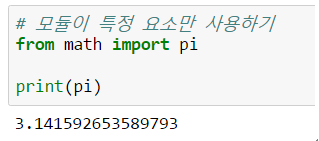 # 모듈이 특정 요소만 사용하기
from math import pi
print(pi)
3.141592653589793